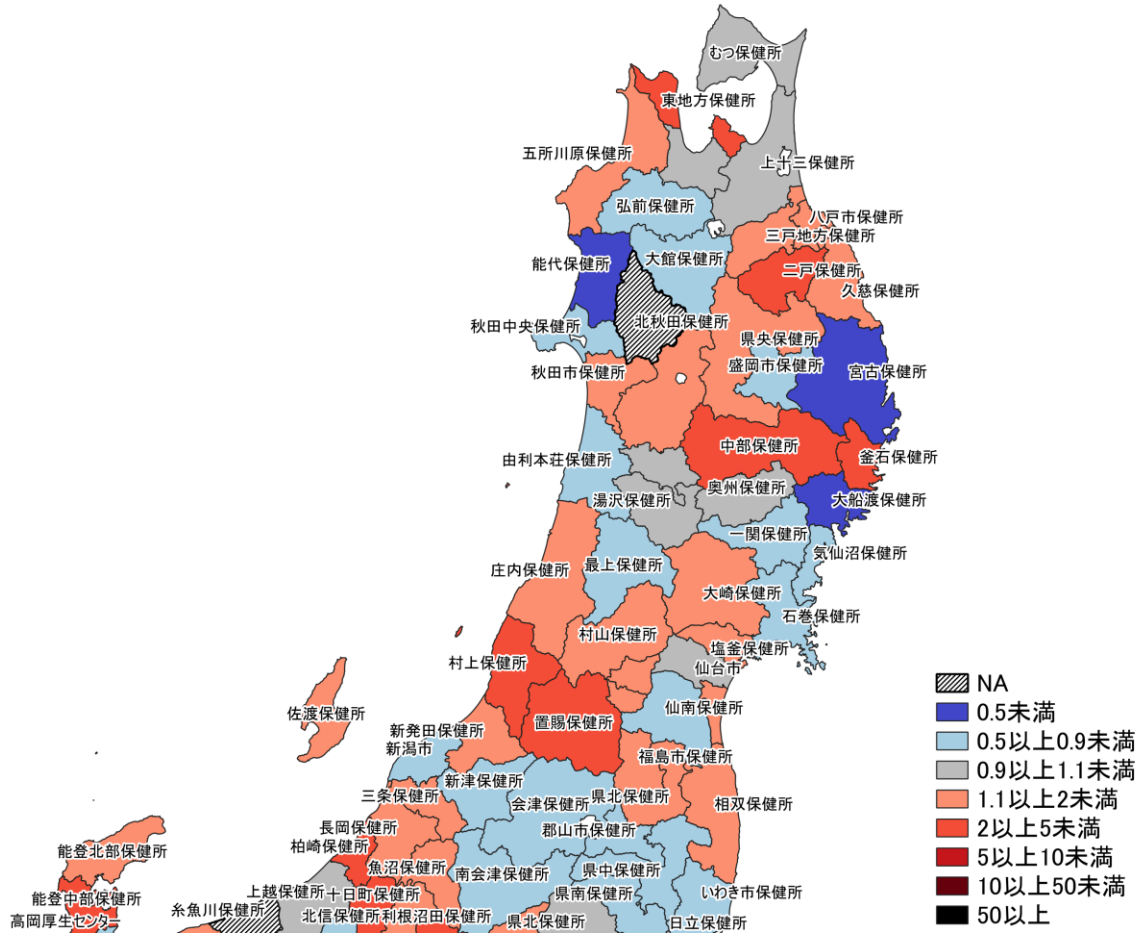 むつ保健所
東地方保健所
五所川原保健所
上十三保健所
弘前保健所
八戸市保健所
三戸地方保健所
能代保健所
大館保健所
二戸保健所
久慈保健所
北秋田保健所
秋田中央保健所
県央保健所
盛岡市保健所
秋田市保健所
宮古保健所
中部保健所
釜石保健所
由利本荘保健所
奥州保健所
湯沢保健所
大船渡保健所
一関保健所
気仙沼保健所
庄内保健所
最上保健所
大崎保健所
石巻保健所
村山保健所
塩釜保健所
村上保健所
仙台市
仙南保健所
佐渡保健所
置賜保健所
新発田保健所
新潟市
福島市保健所
新津保健所
三条保健所
会津保健所
県北保健所
相双保健所
長岡保健所
郡山市保健所
柏崎保健所
能登北部保健所
魚沼保健所
南会津保健所
県中保健所
上越保健所
十日町保健所
県南保健所
いわき市保健所
能登中部保健所
糸魚川保健所
北信保健所
利根沼田保健所
県北保健所
日立保健所
高岡厚生センター
NA
0.5未満
0.5以上0.9未満
0.9以上1.1未満
1.1以上2未満
2以上5未満
5以上10未満
10以上50未満
50以上